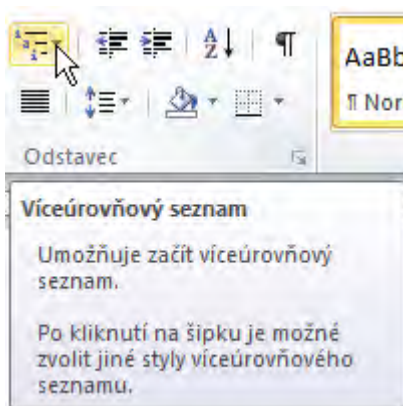 AaBb
¶ Nor
Odstavec
Víceúrovňový seznam
Umožňuje začít víceúrovňový
seznam.
Po kliknutí na šipku je možné
zvolit jiné styly víceúrovňového
seznamu.